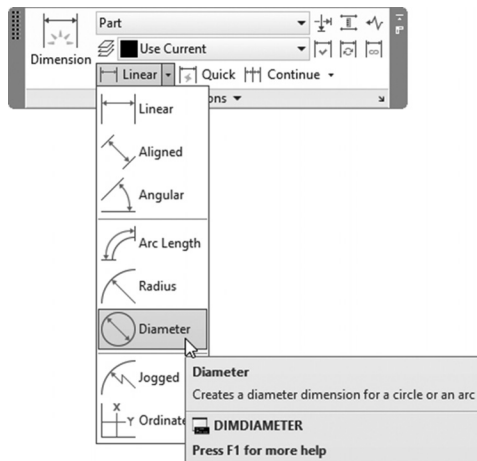 Part
Use Current
Dimension
Linear Quick Continue
ons
Linear
Aligned
Angular
Arc Length
Radius
Diameter
Jogged
X
Y Ordinate
Diameter
Creates a diameter dimension for a circle or an arc
DIMDIAMETER
Press F1 for more help